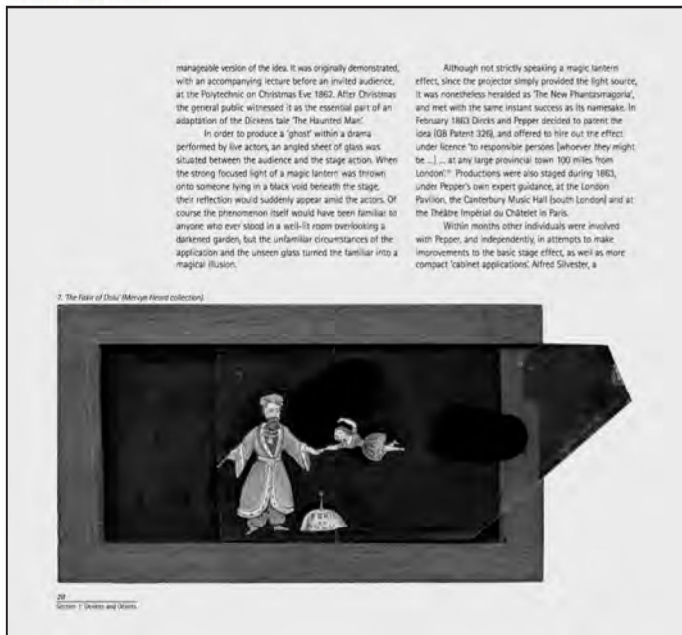 manageable version of the idea. It was originally demonstrated,
with an accompanying lecture before an invited audience,
at the Polytechnic on Christmas Eve 1862. After Christmas
the general public witnessed it as the essential part of an
adaptation of the Dickens tale 'The Haunted Man'.
In order to produce a 'ghost' within a drama
performed by live actors, an angled sheet of glass was
situated between the audience and the stage action. When
the strong focused light of a magic lantern was thrown
onto someone lying in a black void beneath the stage,
their reflection would suddenly appear amid the actors. Of
course the phenomenon itself would have been familiar to
anyone who ever stood in a well-lit room overlooking a
darkened garden, but the unfamiliar circumstances of the
application and the unseen glass turned the familiar into a
magical illusion.
Although not strictly speaking a magic lantern
effect, since the projector simply provided the light source,
it was nonetheless heralded as 'The New Phantasmagoria',
and met with the same instant success as its namesake. In
February 1863 Dircks and Pepper decided to patent the
idea (GB Patent 326), and offered to hire out the effect
under licence 'to responsible persons [whoever they might
be ...] ... at any large provincial town 100 miles from
London'. Productions were also staged during 1863,
under Pepper's own expert guidance, at the London
Pavilion, the Canterbury Music Hall (south London) and at
the Théâtre Impérial du Châtelet in Paris.
Within months other individuals were involved
with Pepper, and independently, in attempts to make
improvements to the basic stage effect, as well as more
compact 'cabinet applications'. Alfred Silvester, a
7. 'The Fakir of Oolu' (Mervyn Heard collection).
Section 1: and